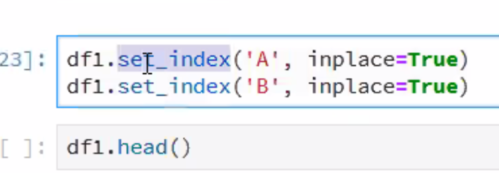 23]: df1.set_index('A', inplace=True)
df1.set_index('B', inplace=True)
[ ]: df1.head()